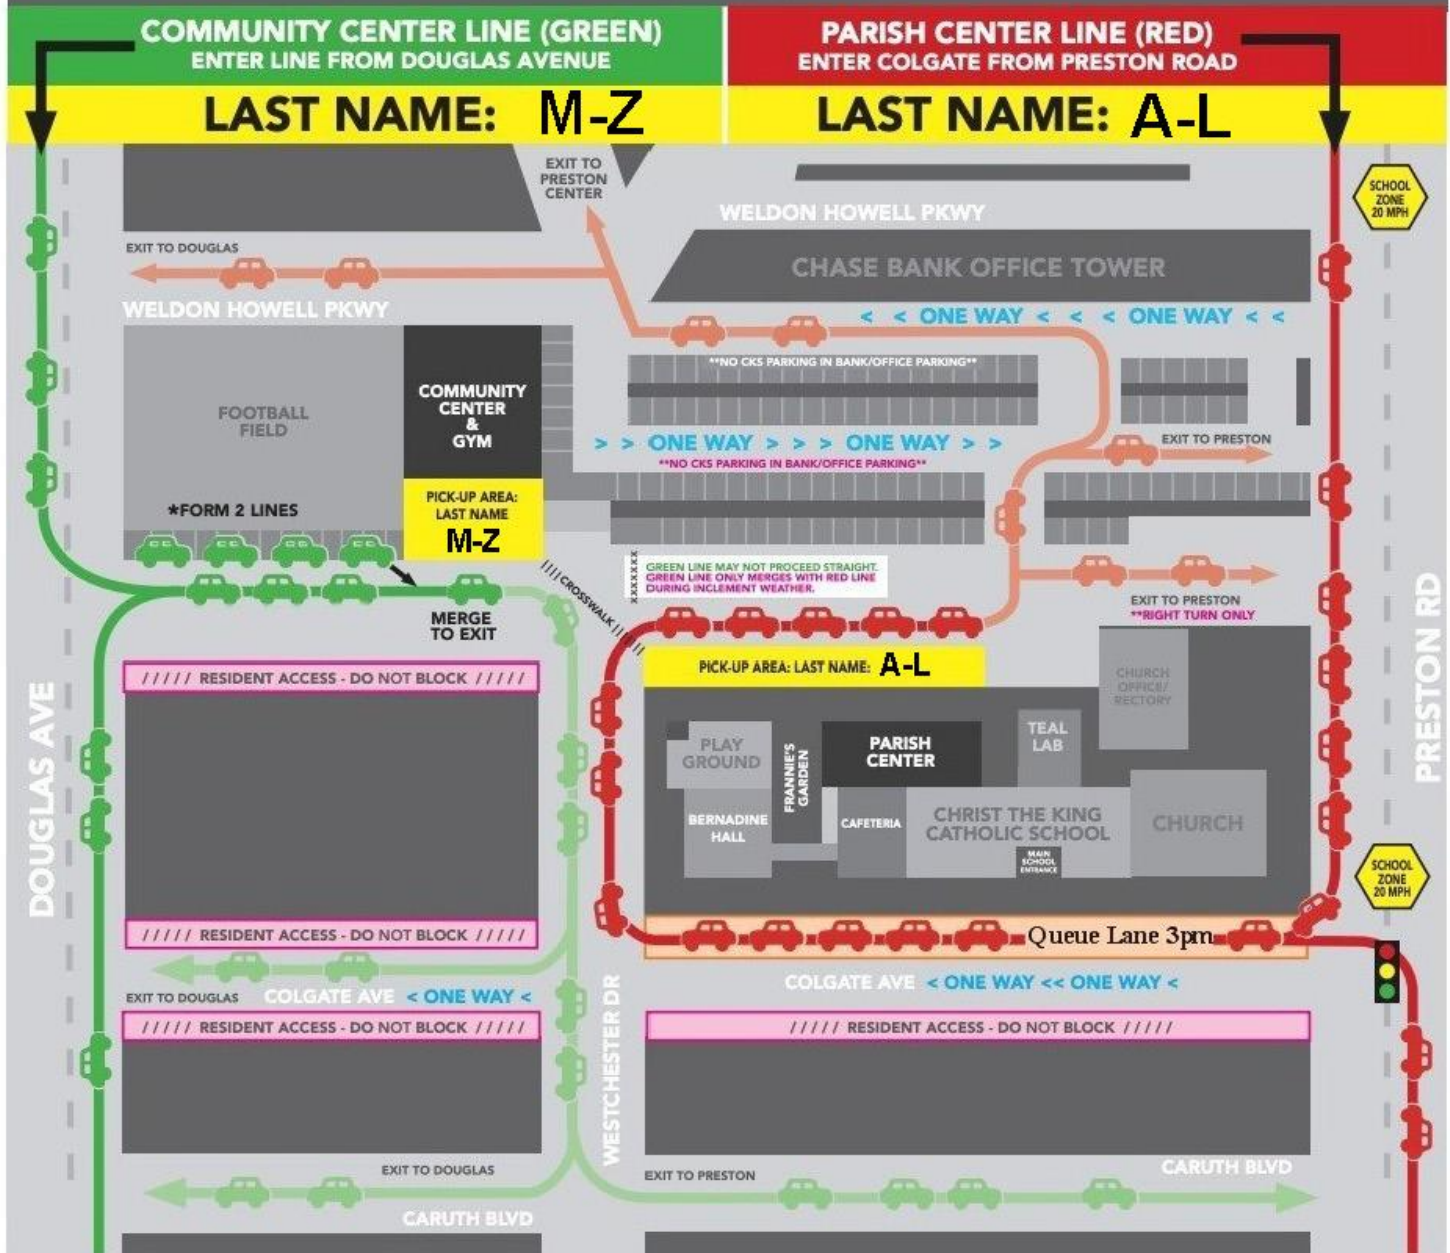 COMMUNITY CENTER LINE (GREEN)
ENTER LINE FROM DOUGLAS AVENUE
LAST NAME: M-Z
PARISH CENTER LINE (RED)
ENTER COLGATE FROM PRESTON ROAD
LAST NAME: A-L
EXIT TO
PRESTON
CENTER
SCHOOL
ZONE
20 MPH
WELDON HOWELL PKWY
EXIT TO DOUGLAS
CHASE BANK OFFICE TOWER
WELDON HOWELL PKWY
< < ONE WAY < < < ONE WAY < <
**NO CKS PARKING IN BANK/OFFICE PARKING**
COMMUNITY
CENTER
&
GYM
FOOTBALL
FIELD
> > ONE WAY > > > ONE WAY > >
EXIT TO PRESTON
**NO CKS PARKING IN BANK/OFFICE PARKING**
PICK-UP AREA:
LAST NAME
M-Z
*FORM 2 LINES
CROSSWALK
XXXXXXX
GREEN LINE MAY NOT PROCEED STRAIGHT.
GREEN LINE ONLY MERGES WITH RED LINE
DURING INCLEMENT WEATHER.
MERGE
TO EXIT
EXIT TO PRESTON
**RIGHT TURN ONLY
PICK-UP AREA: LAST NAME: A-L
///// RESIDENT ACCESS - DO NOT BLOCK /////
CHURCH
OFFICE/
RECTORY
DOUGLAS AVE
PRESTON RD
PLAY
GROUND
FRANNIE'S
GARDEN
PARISH
CENTER
TEAL
LAB
BERNADINE
HALL
CAFETERIA
CHRIST THE KING
CATHOLIC SCHOOL
MAIN
SCHOOL
ENTRANCE
CHURCH
SCHOOL
ZONE
20 MPH
///// RESIDENT ACCESS - DO NOT BLOCK /////
Queue Lane 3pm
EXIT TO DOUGLAS
COLGATE AVE < ONE WAY <
COLGATE AVE < ONE WAY << ONE WAY <
///// RESIDENT ACCESS - DO NOT BLOCK /////
///// RESIDENT ACCESS - DO NOT BLOCK /////
WESTCHESTER DR
EXIT TO DOUGLAS
EXIT TO PRESTON
CARUTH BLVD
CARUTH BLVD